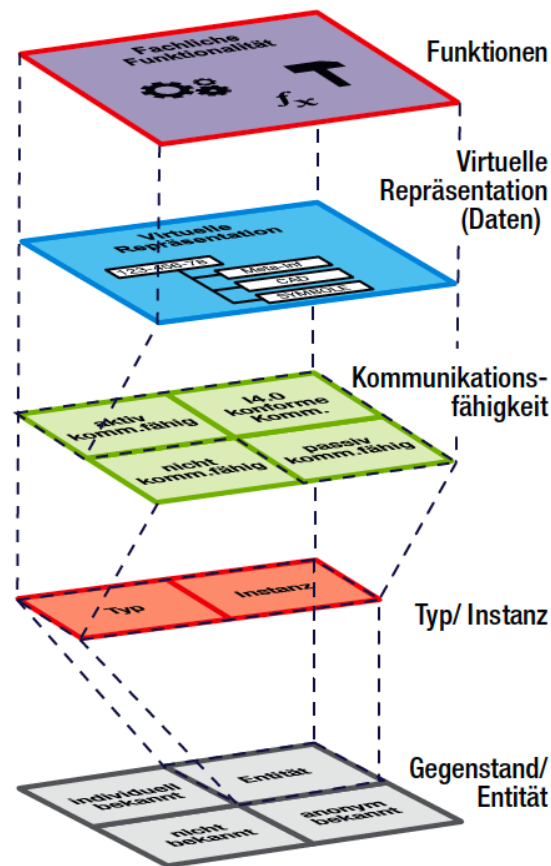 Fachliche
Funktionalität
fx
Funktionen
Virtuelle
Repräsentation
(Daten)
Virtuelle
Repräsentation
123-456-78
Meta-Inf
CAD
SYMBOLE
Kommunikations-
fähigkeit
aktiv
komm.fähig
I4.0
konforme
Komm.
nicht
komm.fähig
passiv
komm.fähig
Typ
Instanz
Typ/ Instanz
Gegenstand/
Entität
individuell
bekannt
Entität
nicht
bekannt
anonym
bekannt